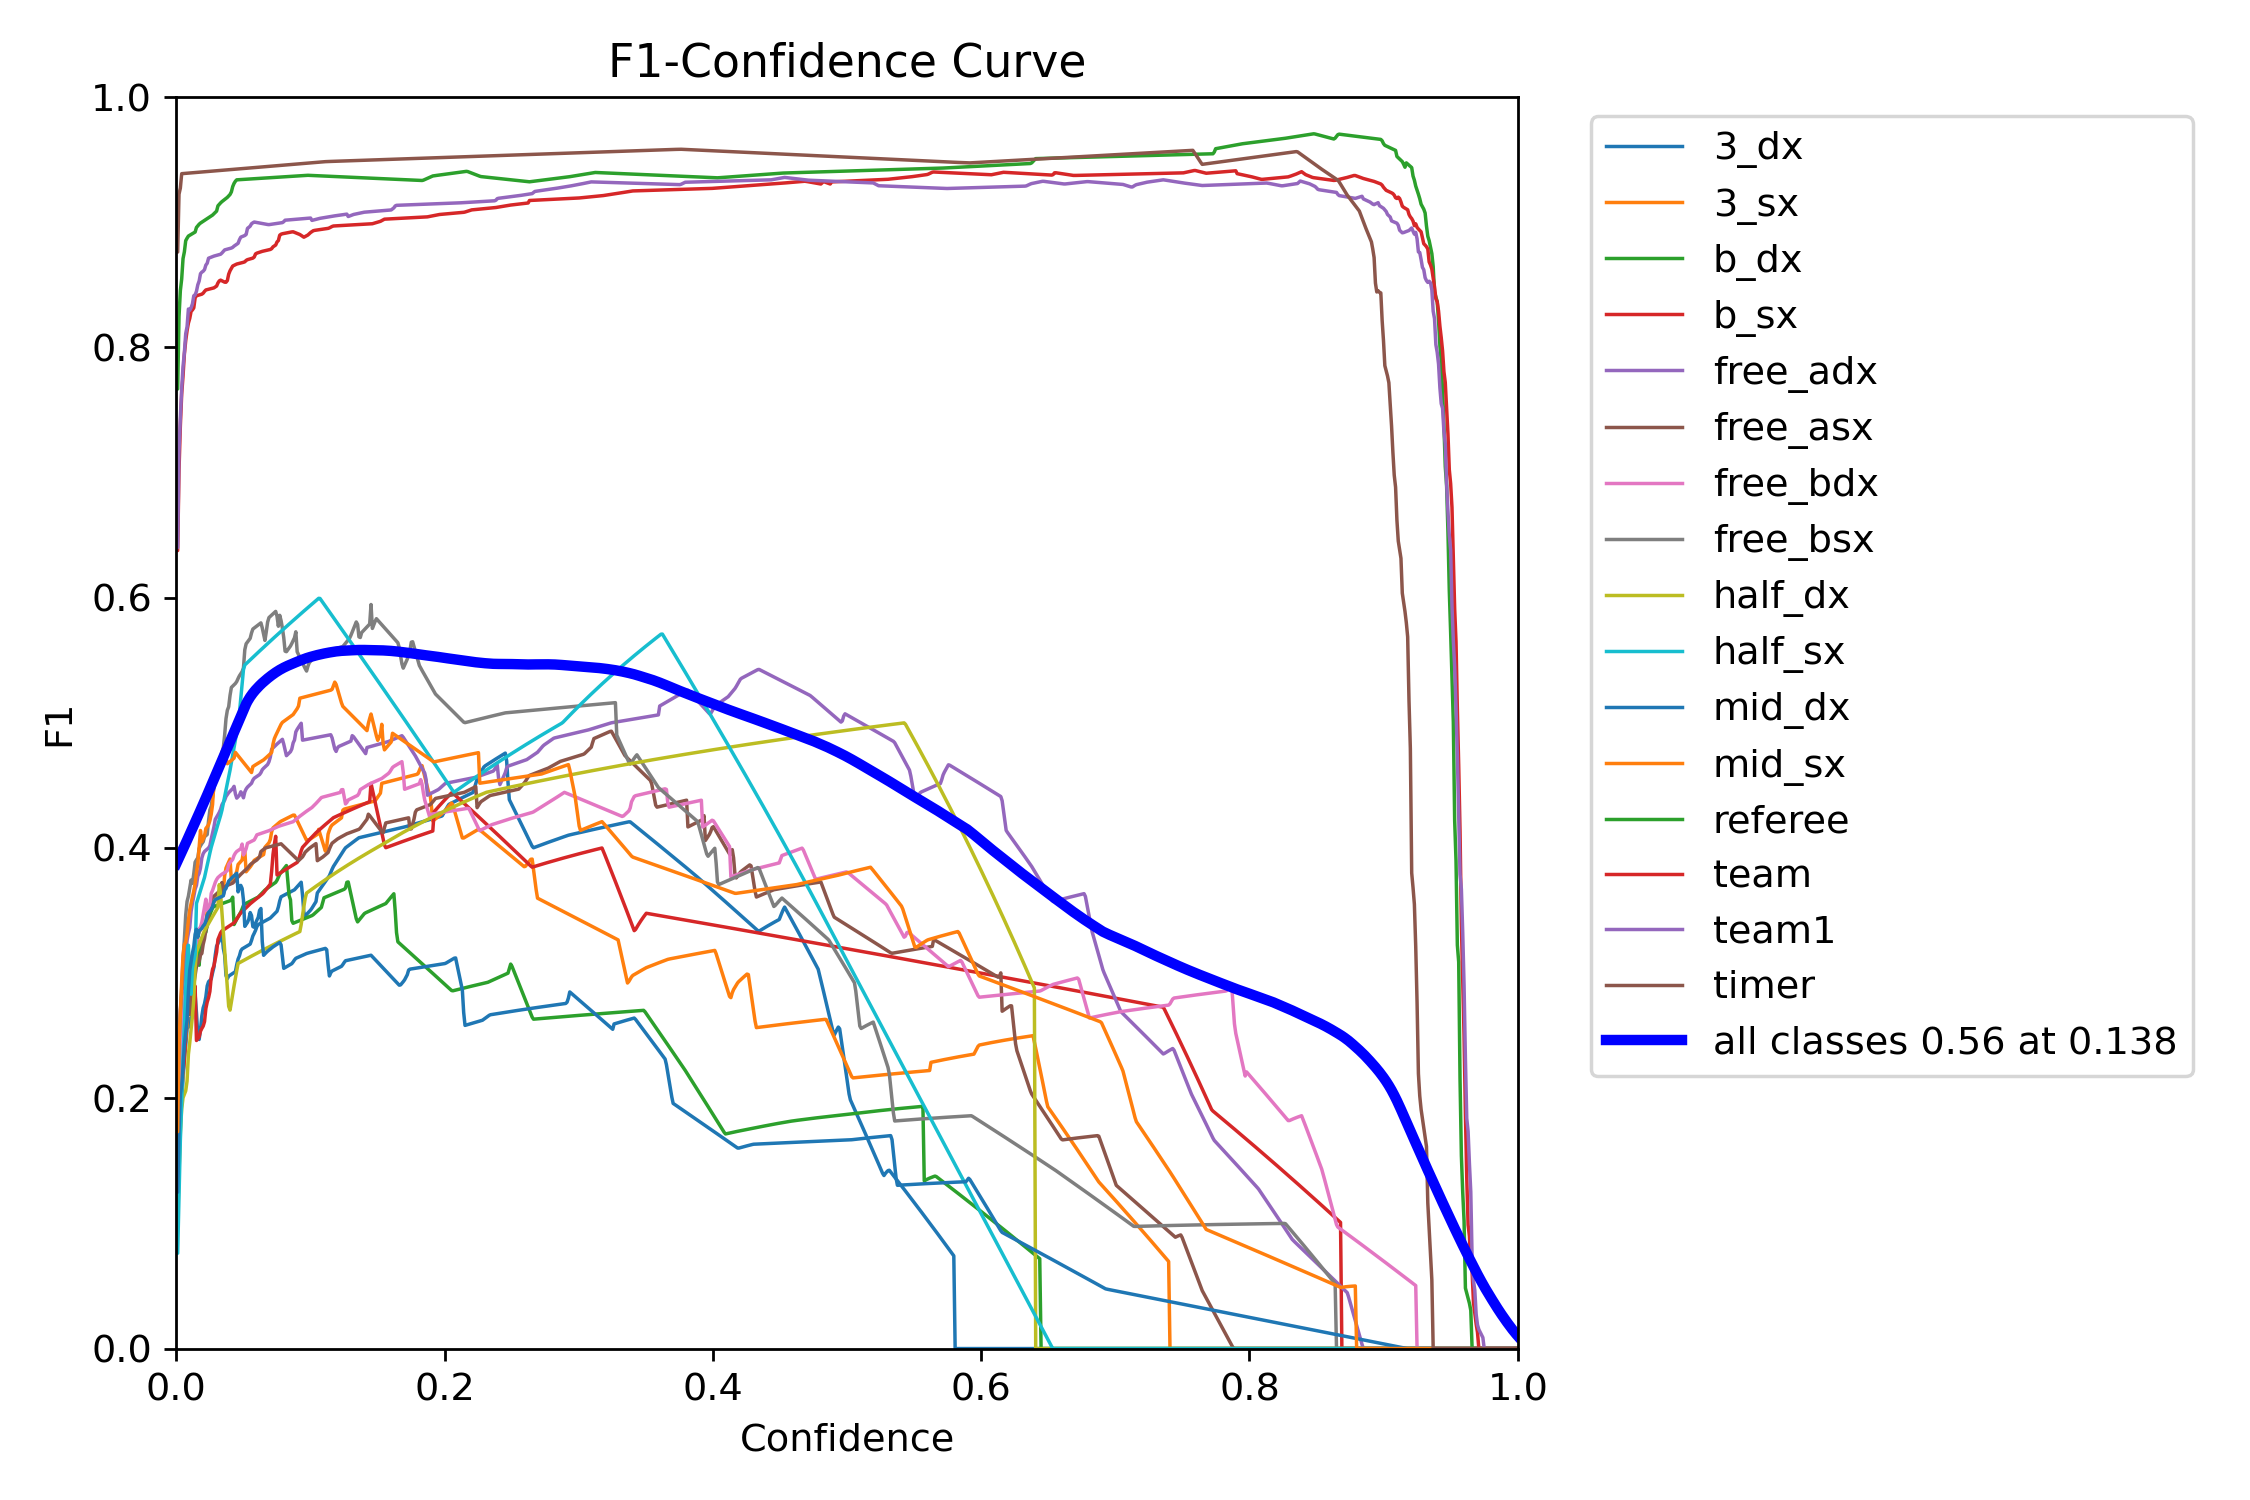 F1-Confidence Curve
1.0
0.8
0.6
0.4
0.2
0.0
F1
0.0 0.2 0.4 0.6 0.8 1.0
Confidence
3_dx
3_sx
b_dx
b_sx
free_adx
free_asx
free_bdx
free_bsx
half_dx
half_sx
mid_dx
mid_sx
referee
team
team1
timer
all classes 0.56 at 0.138